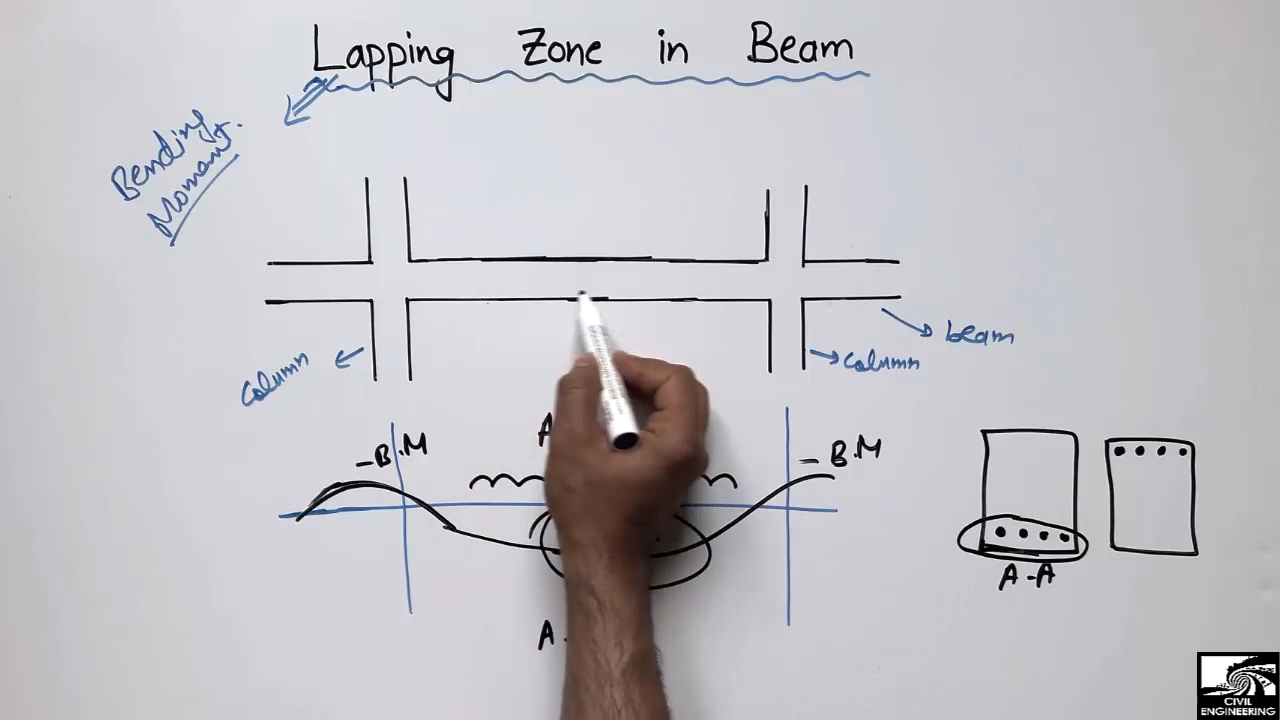 Lapping Zone in Beam
Bending
Moment.
beam
column
column
A
-B.M
- B.M
A-A
A
CIVIL
ENGINEERING